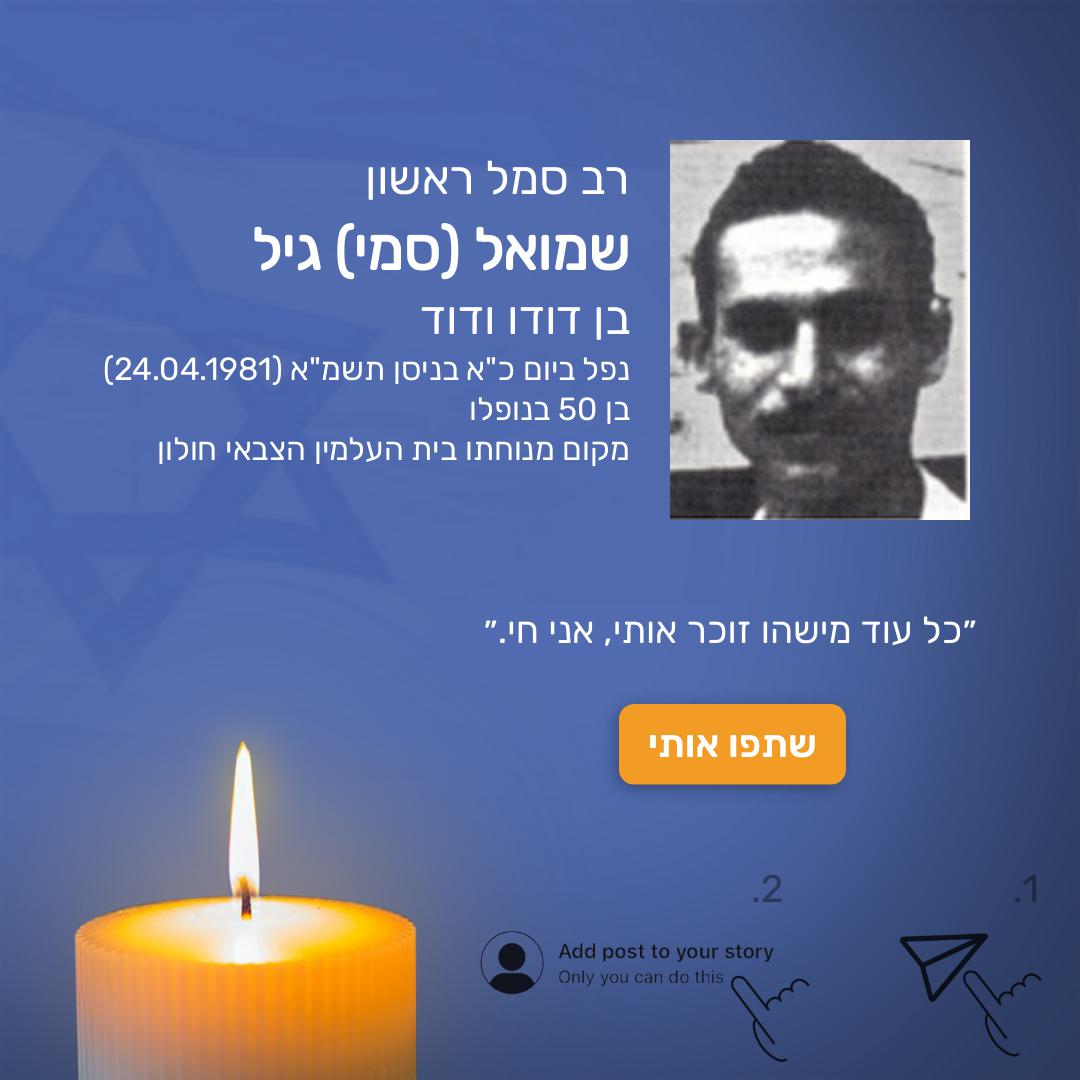 רב סמל ראשון
שמואל (סמי) גיל
בן דודו ודוד
נפל ביום כ"א בניסן תשמ"א (24.04.1981)
בן 50 בנופלו
מקום מנוחתו בית העלמין הצבאי חולון
״כל עוד מישהו זוכר אותי, אני חי.״
שתפו אותי
1.
2.
Add post to your story
Only you can do this